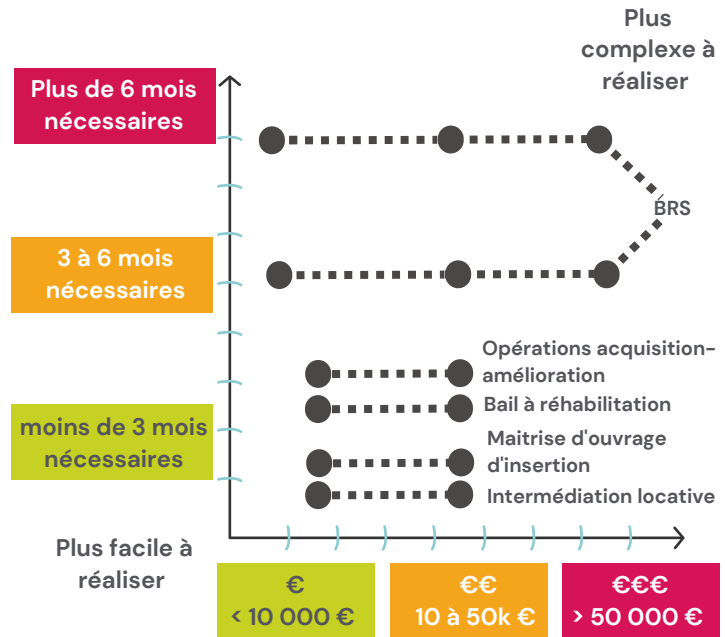 Plus
complexe à
réaliser
Plus de 6 mois
nécessaires
BRS
3 à 6 mois
nécessaires
Opérations acquisition-
amélioration
Bail à réhabilitation
moins de 3 mois
nécessaires
Maitrise d'ouvrage
d'insertion
Intermédiation locative
Plus facile à
réaliser
€
< 10 000 €
€€
10 à 50k €
€€€
> 50 000 €